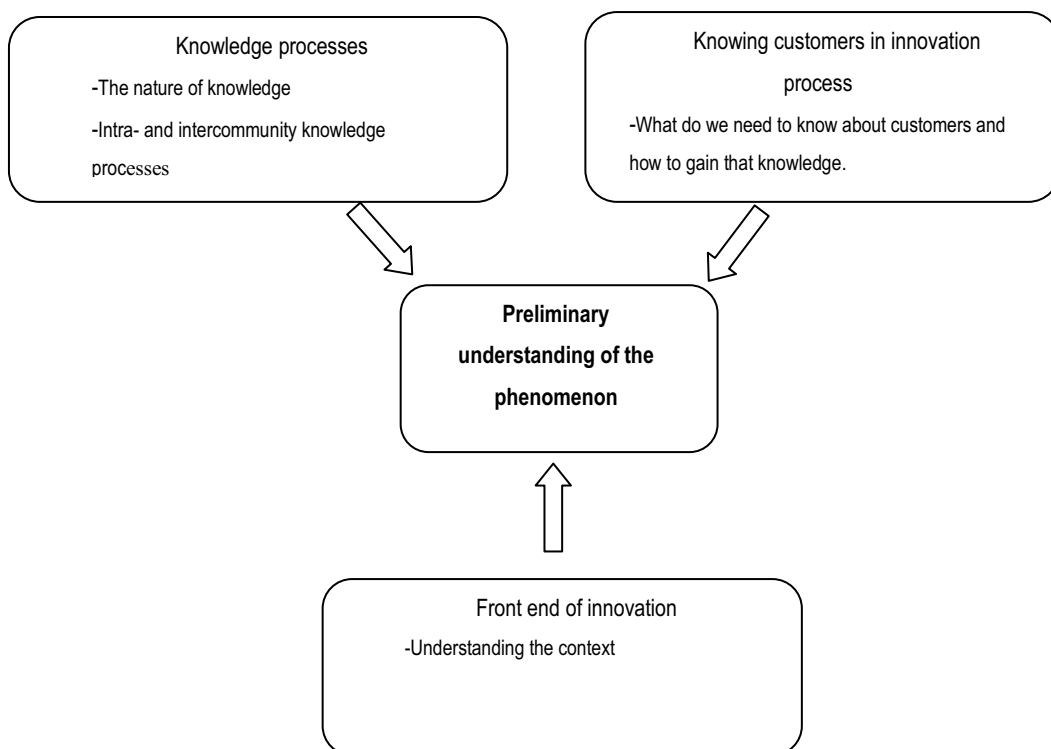 Knowledge processes
-The nature of knowledge
-Intra- and intercommunity knowledge
processes
Knowing customers in innovation
process
-What do we need to know about customers and
how to gain that knowledge.
Preliminary
understanding of the
phenomenon
Front end of innovation
-Understanding the context